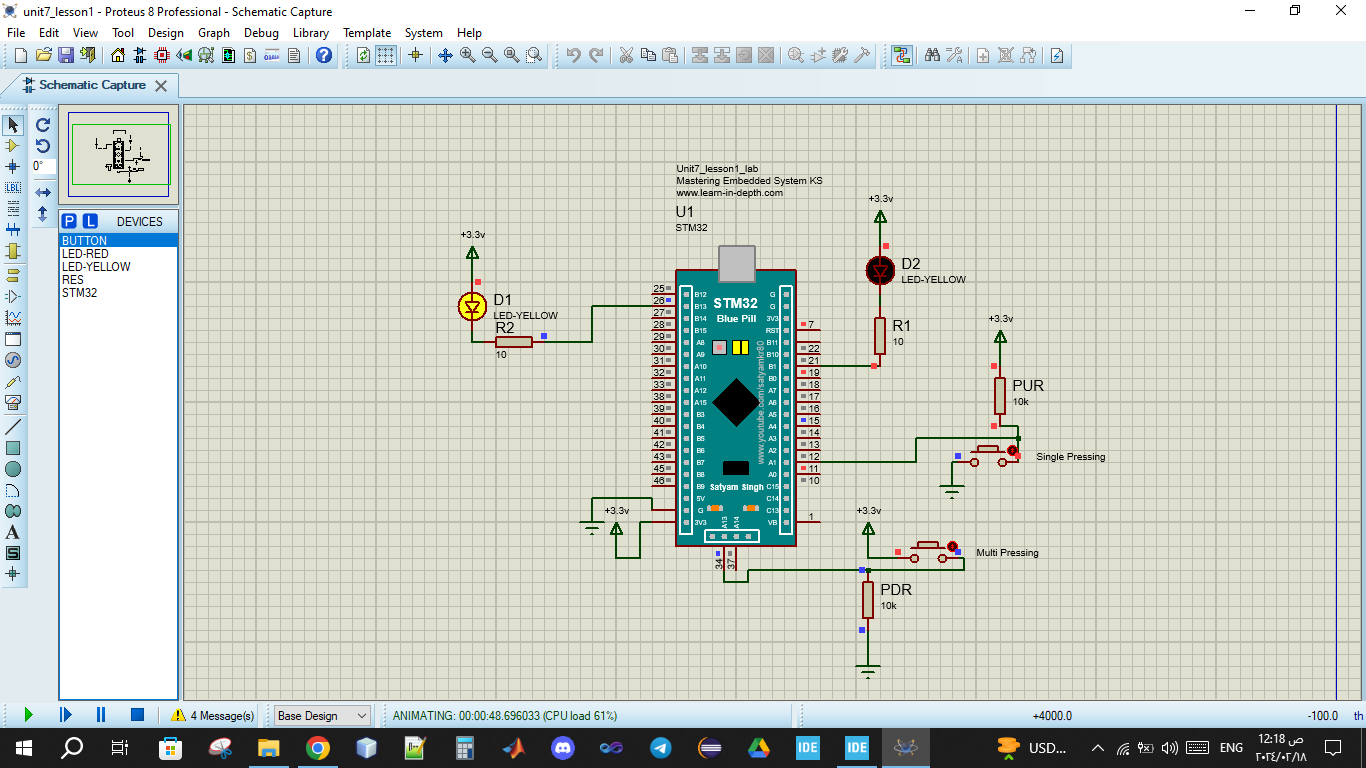 unit7_lesson1 - Proteus 8 Professional - Schematic Capture
File Edit View Tool Design Graph Debug Library Template System Help
Schematic Capture
0°
LBL
P L DEVICES
BUTTON
LED-RED
LED-YELLOW
RES
STM32
A
S
Unit7_lesson1_lab
Mastering Embedded System KS
www.learn-in-depth.com
U1
STM32
+3.3v
D1
LED-YELLOW
R2
10
+3.3v
D2
LED-YELLOW
R1
10
STM32
Blue Pill
www.youtube.com/satyamkr80
Satyam Singh
25 B12
26 B13
27 B14
28 B15
29 A8
30 A9
31 A10
32 A11
33 A12
38 A15
39 B3
40 B4
41 B5
42 B6
43 B7
45 B8
46 B9
5V
G
3V3
G
G
3V3
RST 7
B11 22
B10 21
B1 19
B0 18
A7 17
A6 16
A5 15
A4 14
A3 13
A2 12
A1 11
A0 10
C15
C14
C13
VB 1
A13 A14
34 37
+3.3v
+3.3v
PUR
10k
Single Pressing
+3.3v
Multi Pressing
PDR
10k
4 Message(s)
Base Design
ANIMATING: 00:00:48.696033 (CPU load 61%)
+4000.0
-100.0
th
IDE
IDE
USD...
ENG
12:18 ص
٢٠٢٤/٠٢/١٨